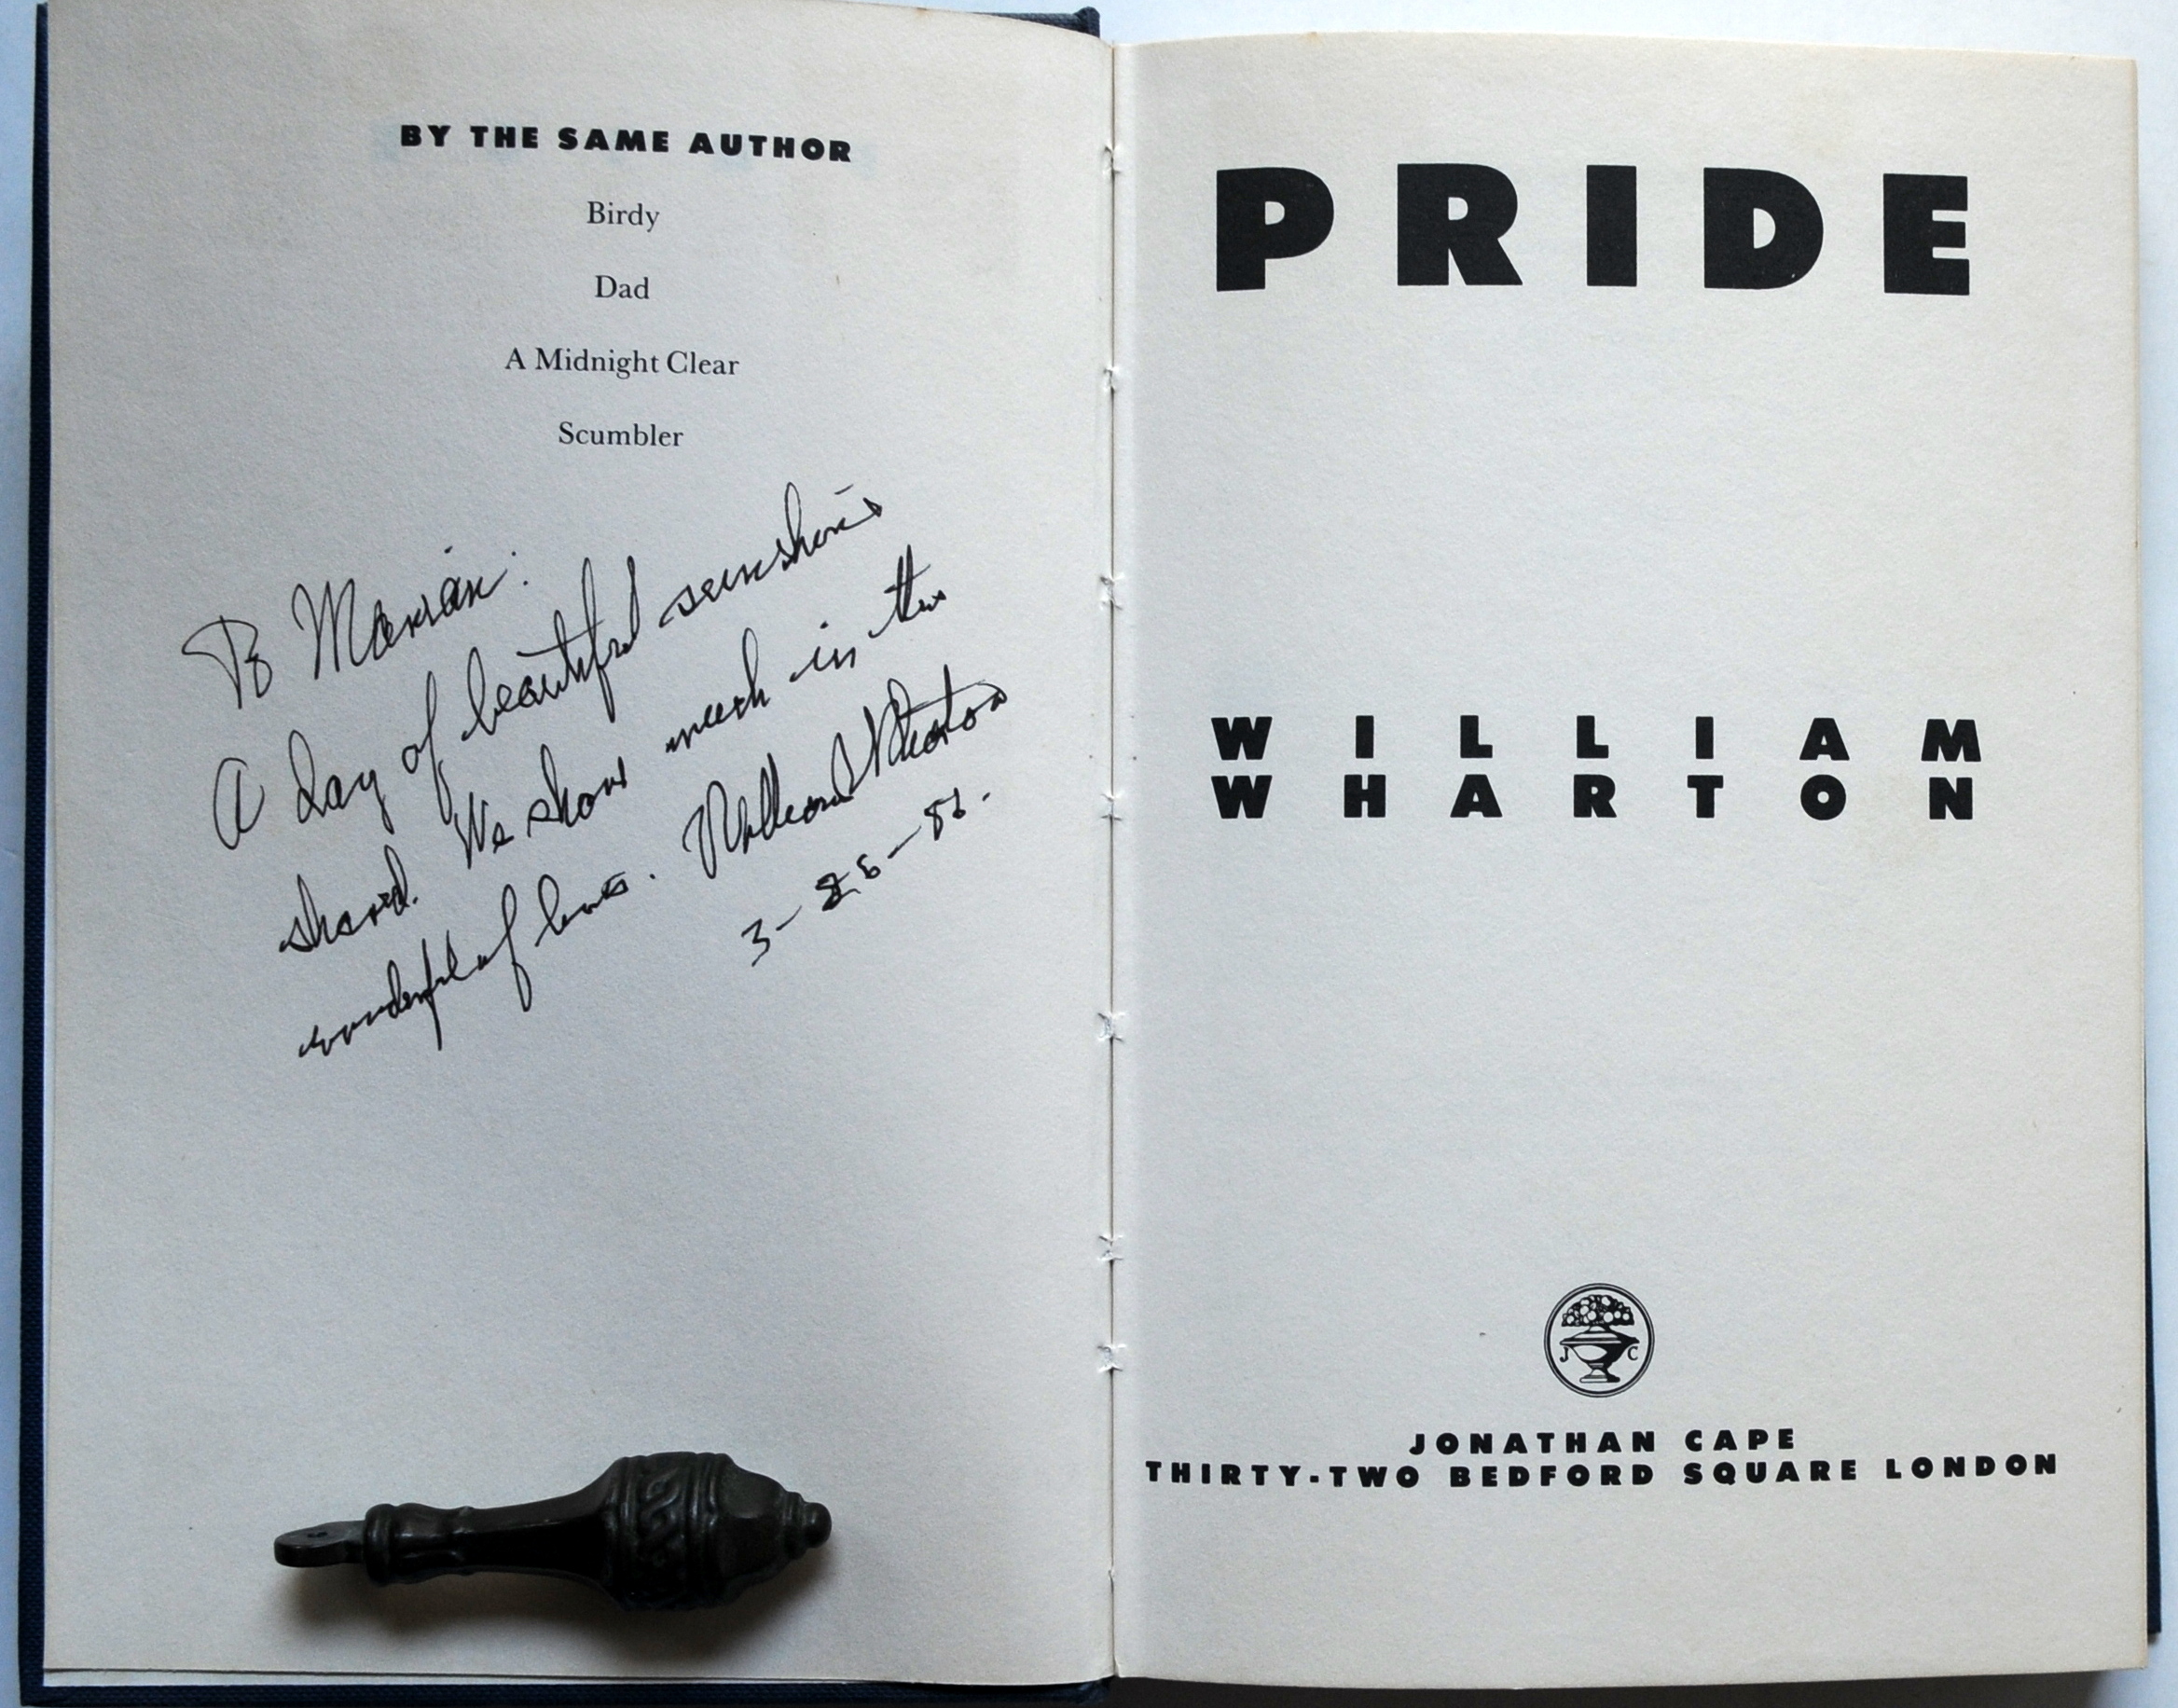 BY THE SAME AUTHOR
Birdy
Dad
A Midnight Clear
Scumbler
To Marian:
A day of beautiful sunshine
shared. We share much in the
wonderful of love. William Wharton
3-26-86.
PRIDE
WILLIAM
WHARTON
J C
JONATHAN CAPE
THIRTY-TWO BEDFORD SQUARE LONDON